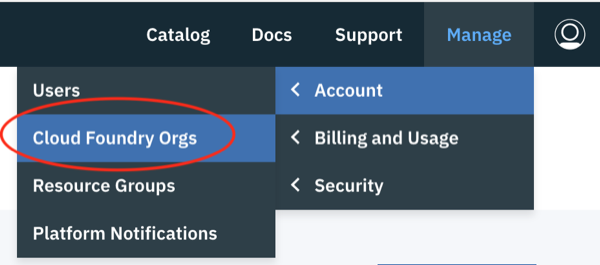 Catalog Docs Support Manage
Users
Account
Cloud Foundry Orgs
Billing and Usage
Resource Groups
Security
Platform Notifications